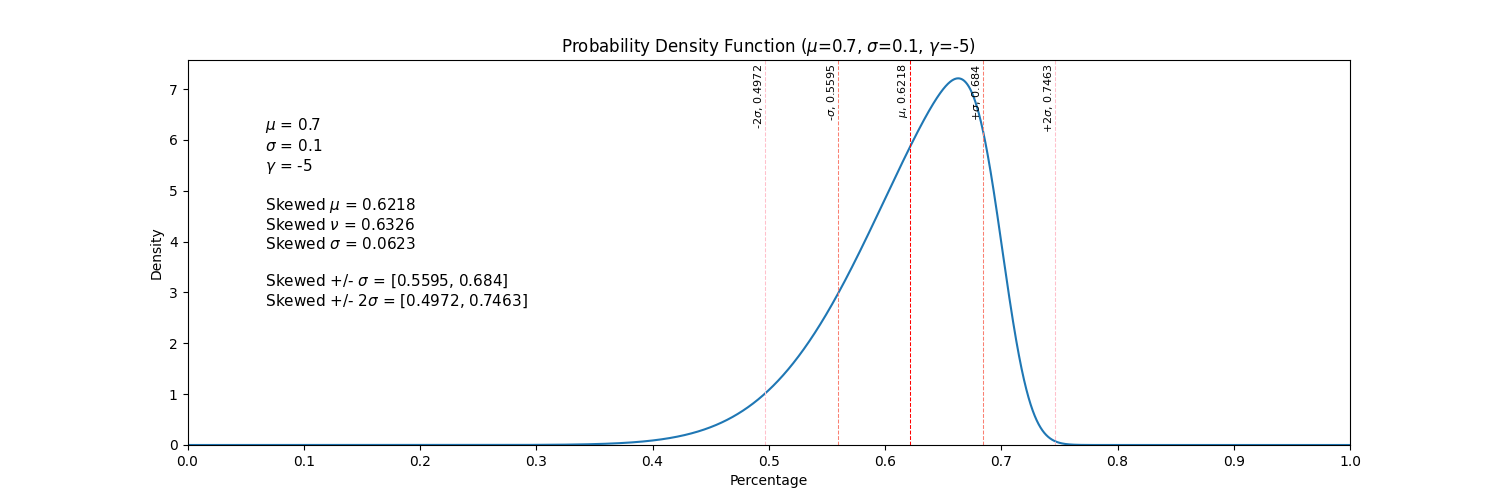 Probability Density Function (μ=0.7, σ=0.1, γ=-5)
-2σ, 0.4972
-σ, 0.5595
μ, 0.6218
+σ, 0.684
+2σ, 0.7463
μ = 0.7
σ = 0.1
γ = -5
Skewed μ = 0.6218
Skewed ν = 0.6326
Skewed σ = 0.0623
Skewed +/- σ = [0.5595, 0.684]
Skewed +/- 2σ = [0.4972, 0.7463]
Density
7
6
5
4
3
2
1
0
0.0 0.1 0.2 0.3 0.4 0.5 0.6 0.7 0.8 0.9 1.0
Percentage